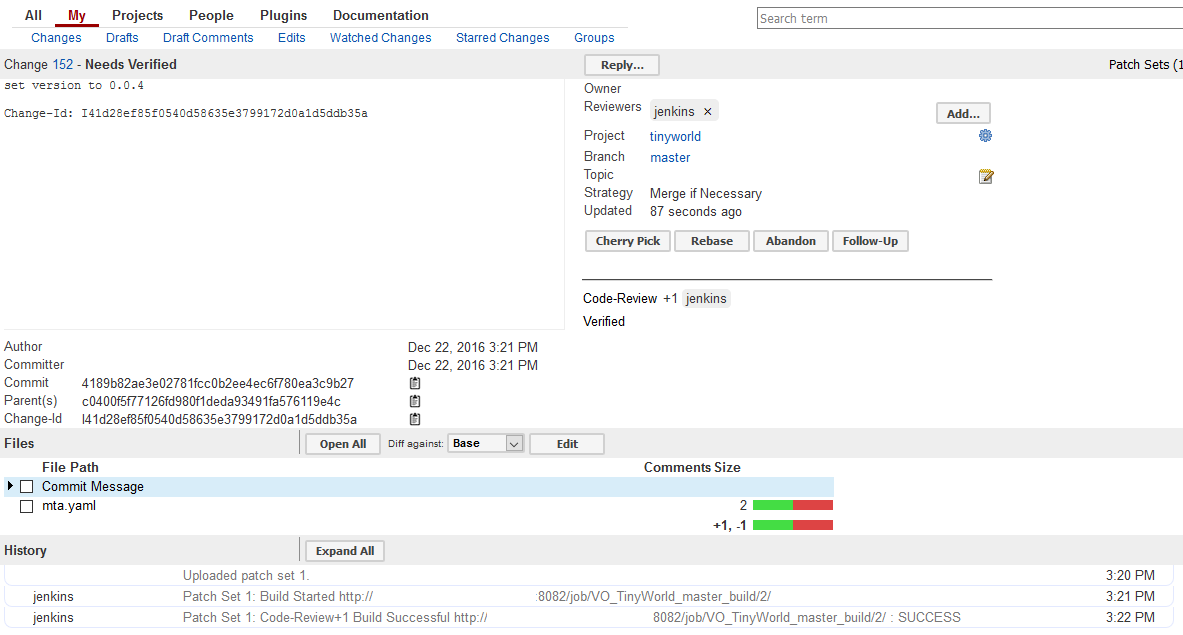 All My Projects People Plugins Documentation
Search term
Changes Drafts Draft Comments Edits Watched Changes Starred Changes Groups
Change 152 - Needs Verified
Reply...
Patch Sets (1
set version to 0.0.4
Change-Id: I41d28ef85f0540d58635e3799172d0a1d5ddb35a
Owner
Reviewers jenkins ✕
Add...
Project tinyworld
Branch master
Topic
Strategy Merge if Necessary
Updated 87 seconds ago
Cherry Pick Rebase Abandon Follow-Up
Code-Review +1 jenkins
Verified
Author Dec 22, 2016 3:21 PM
Committer Dec 22, 2016 3:21 PM
Commit 4189b82ae3e02781fcc0b2ee4ec6f780ea3c9b27
Parent(s) c0400f5f77126fd980f1deda93491fa576119e4c
Change-Id I41d28ef85f0540d58635e3799172d0a1d5ddb35a
Files Open All Diff against: Base Edit
File Path Comments Size
Commit Message
mta.yaml 2
+1, -1
History Expand All
Uploaded patch set 1. 3:20 PM
jenkins Patch Set 1: Build Started http:// :8082/job/VO_TinyWorld_master_build/2/ 3:21 PM
jenkins Patch Set 1: Code-Review+1 Build Successful http:// 8082/job/VO_TinyWorld_master_build/2/ : SUCCESS 3:22 PM